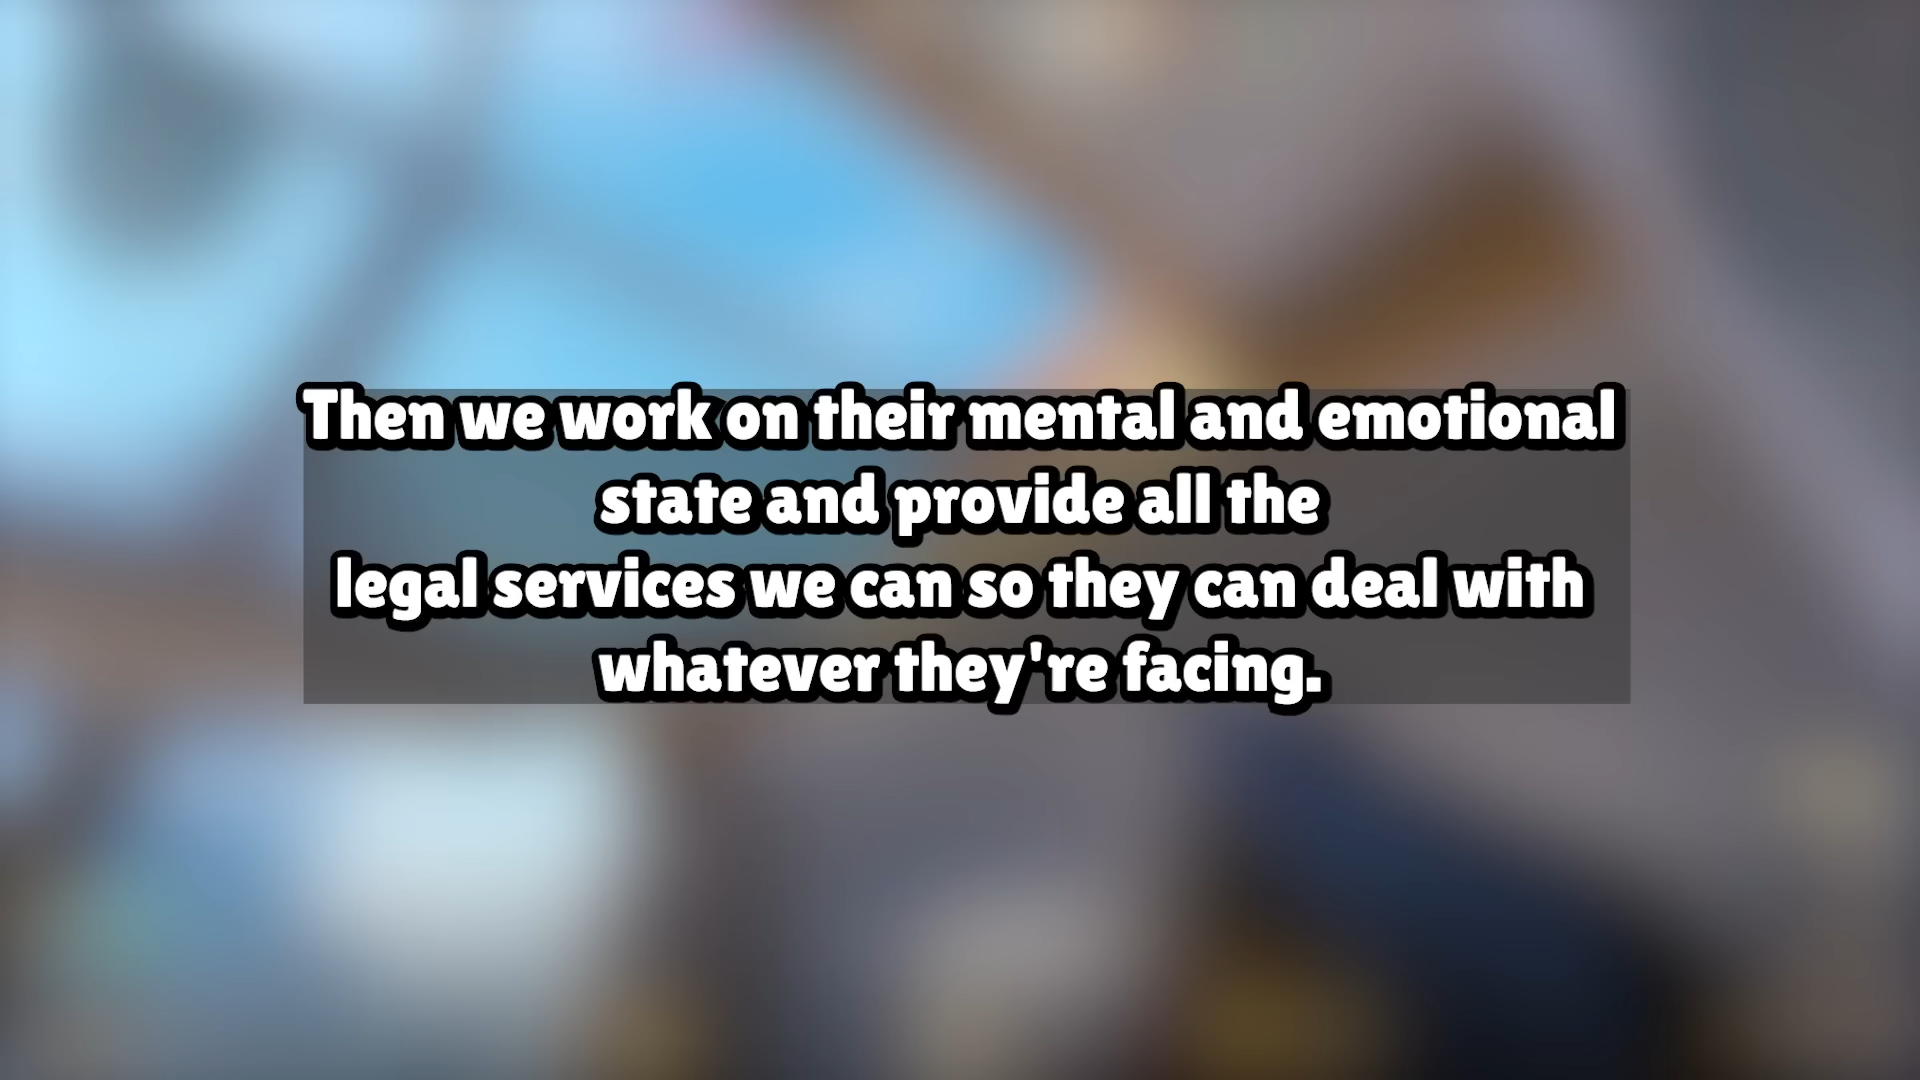 Then we work on their mental and emotional
state and provide all the
legal services we can so they can deal with
whatever they're facing.